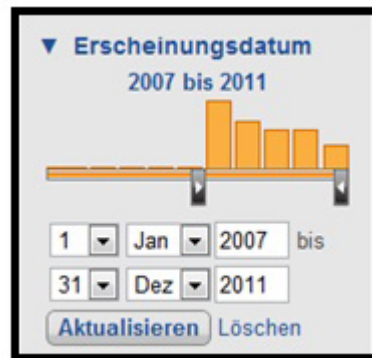 ▼ Erscheinungsdatum
2007 bis 2011
1 Jan 2007 bis
31 Dez 2011
Aktualisieren Löschen